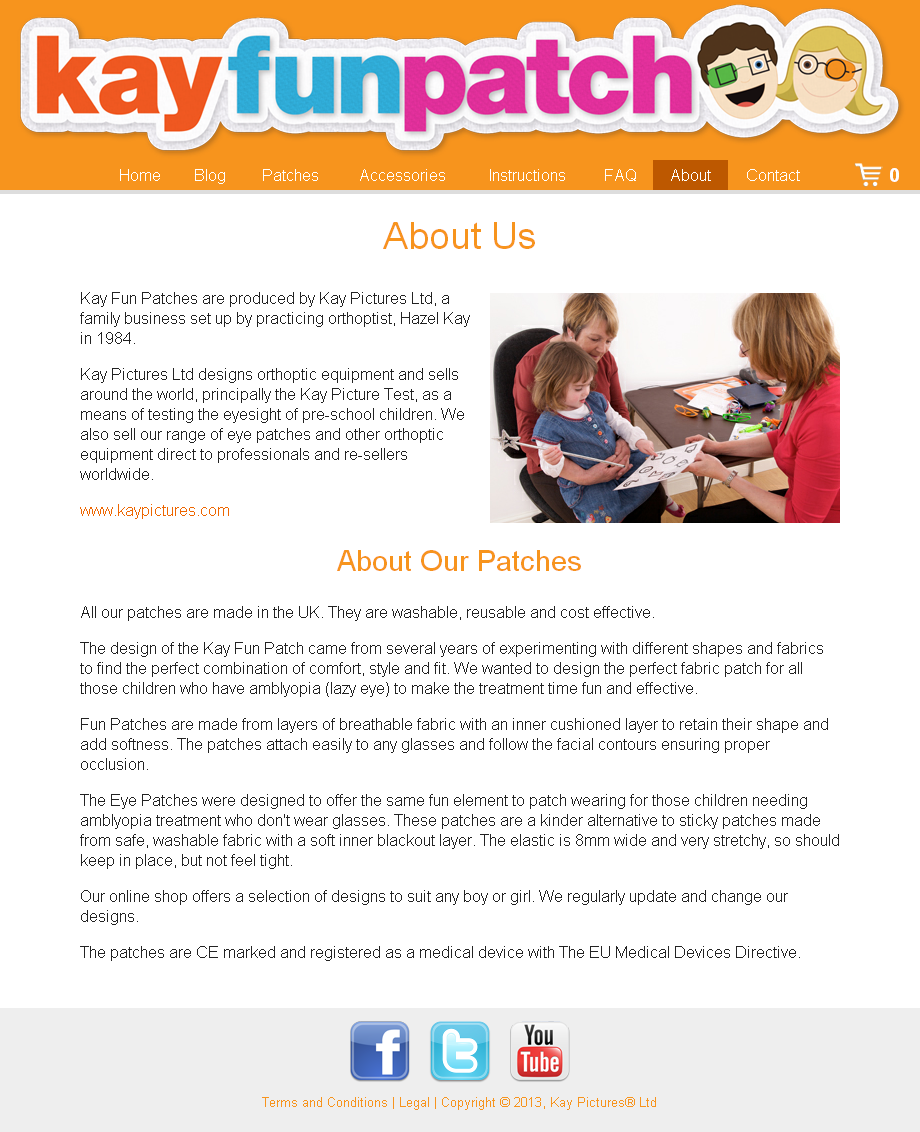 kayfunpatch
Home Blog Patches Accessories Instructions FAQ About Contact 0
About Us
Kay Fun Patches are produced by Kay Pictures Ltd, a
family business set up by practicing orthoptist, Hazel Kay
in 1984.
Kay Pictures Ltd designs orthoptic equipment and sells
around the world, principally the Kay Picture Test, as a
means of testing the eyesight of pre-school children. We
also sell our range of eye patches and other orthoptic
equipment direct to professionals and re-sellers
worldwide.
www.kaypictures.com
About Our Patches
All our patches are made in the UK. They are washable, reusable and cost effective.
The design of the Kay Fun Patch came from several years of experimenting with different shapes and fabrics
to find the perfect combination of comfort, style and fit. We wanted to design the perfect fabric patch for all
those children who have amblyopia (lazy eye) to make the treatment time fun and effective.
Fun Patches are made from layers of breathable fabric with an inner cushioned layer to retain their shape and
add softness. The patches attach easily to any glasses and follow the facial contours ensuring proper
occlusion.
The Eye Patches were designed to offer the same fun element to patch wearing for those children needing
amblyopia treatment who don't wear glasses. These patches are a kinder alternative to sticky patches made
from safe, washable fabric with a soft inner blackout layer. The elastic is 8mm wide and very stretchy, so should
keep in place, but not feel tight.
Our online shop offers a selection of designs to suit any boy or girl. We regularly update and change our
designs.
The patches are CE marked and registered as a medical device with The EU Medical Devices Directive.
f t You
Tube
Terms and Conditions | Legal | Copyright © 2013, Kay Pictures® Ltd